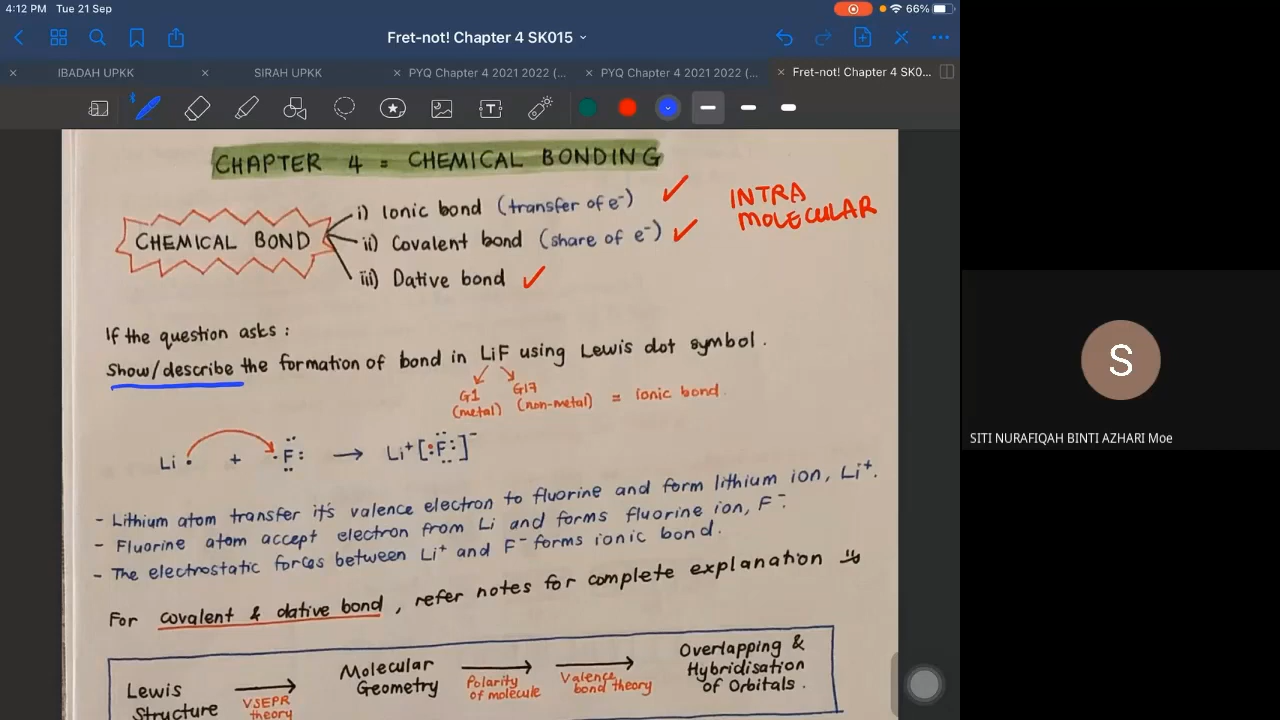 4:12 PM Tue 21 Sep
66%
Fret-not! Chapter 4 SK015
IBADAH UPKK
SIRAH UPKK
PYQ Chapter 4 2021 2022 (...
PYQ Chapter 4 2021 2022 (...
Fret-not! Chapter 4 SK0...
CHAPTER 4 = CHEMICAL BONDING
CHEMICAL BOND
i) Ionic bond (transfer of e⁻)
ii) Covalent bond (share of e⁻)
iii) Dative bond
INTRA
MOLECULAR
If the question asks :
Show/describe the formation of bond in LiF using Lewis dot symbol.
G1 (metal)
G17 (non-metal)
= ionic bond
Li• + F → Li⁺[:F:]⁻
- Lithium atom transfer it's valence electron to fluorine and form lithium ion, Li⁺.
- Fluorine atom accept electron from Li and forms fluorine ion, F⁻.
- The electrostatic forces between Li⁺ and F⁻ forms ionic bond.
For covalent & dative bond, refer notes for complete explanation
Lewis Structure
VSEPR theory
Molecular Geometry
Polarity of molecule
Valence bond theory
Overlapping & Hybridisation of Orbitals.
S
SITI NURAFIQAH BINTI AZHARI Moe